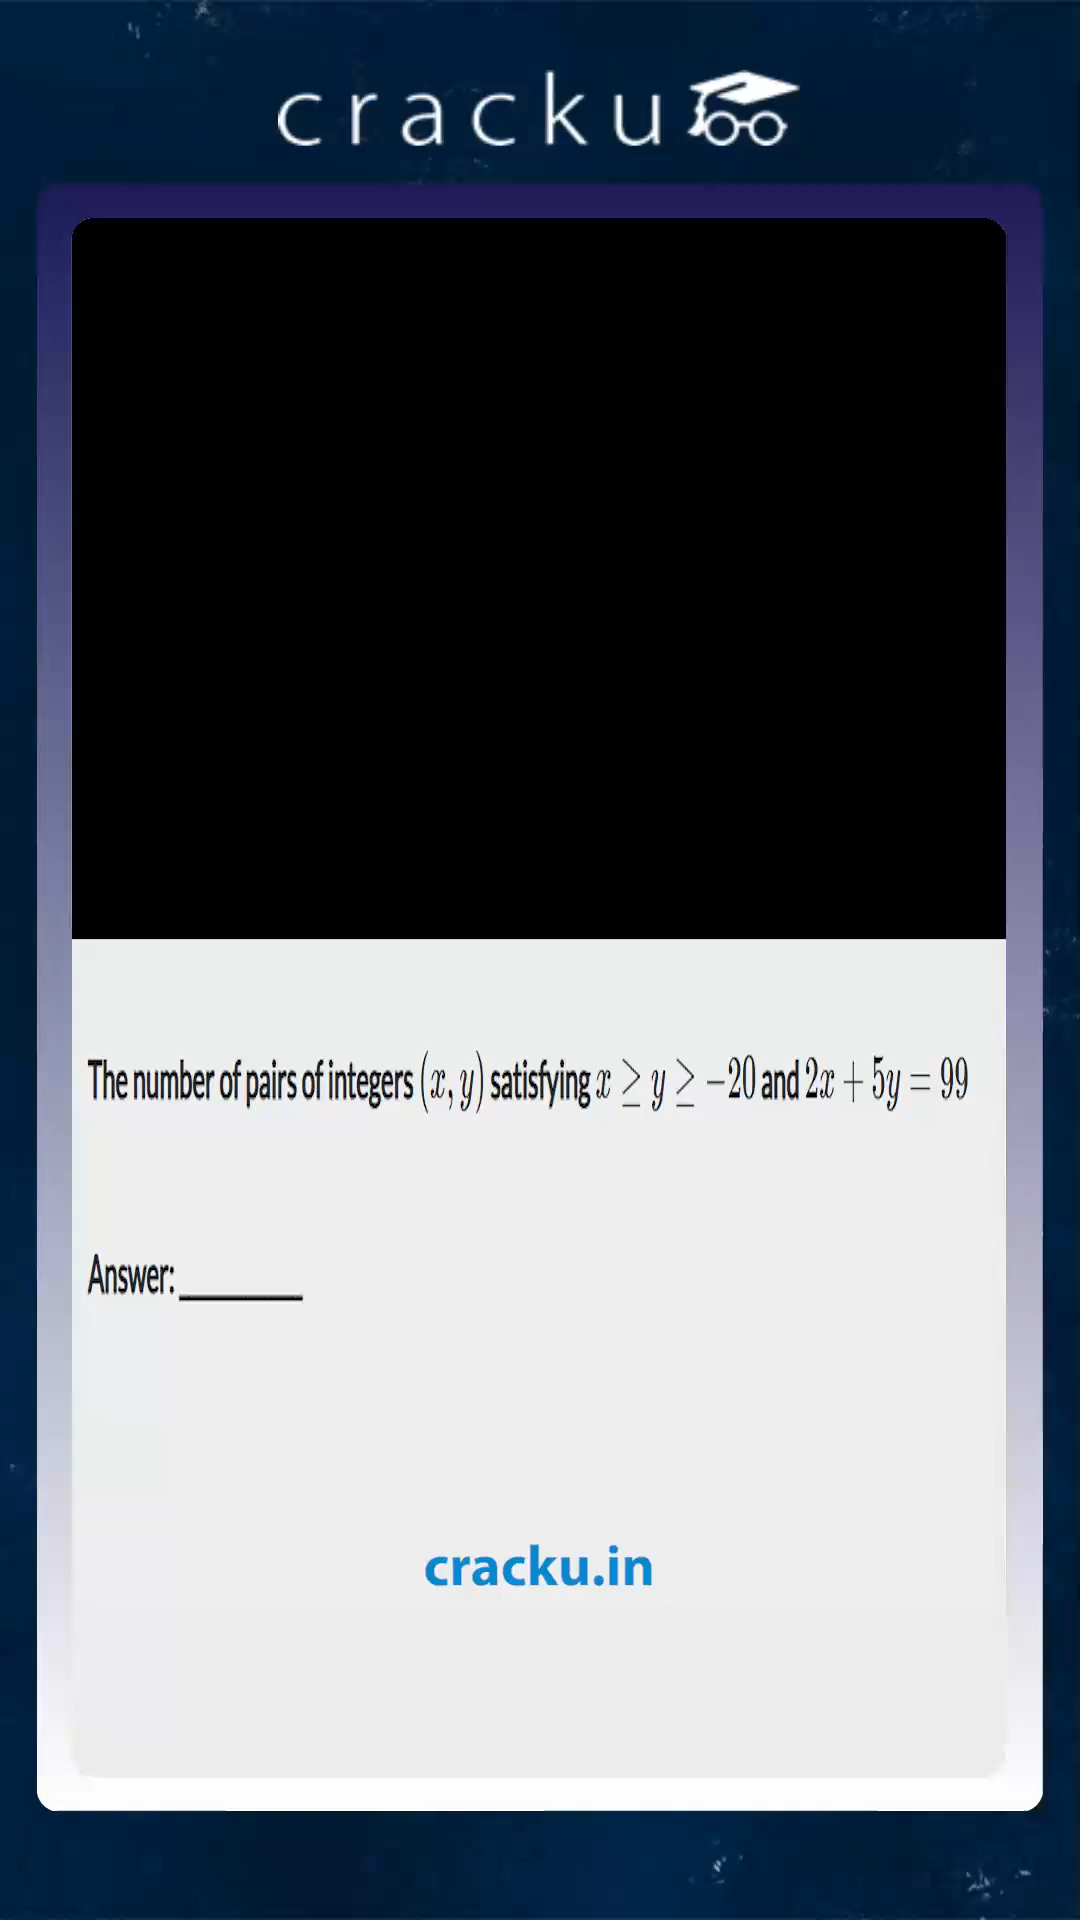 cracku
The number of pairs of integers (x, y) satisfying x ≥ y ≥ −20 and 2x + 5y = 99
Answer: ________
cracku.in